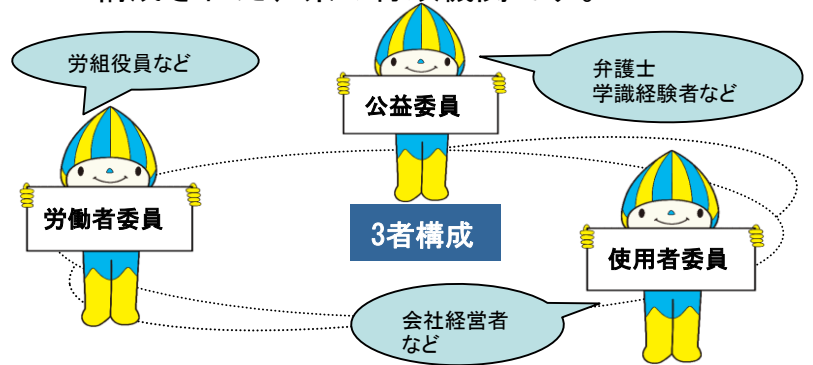 労組役員など
公益委員
弁護士
学識経験者など
労働者委員
3者構成
使用者委員
会社経営者
など